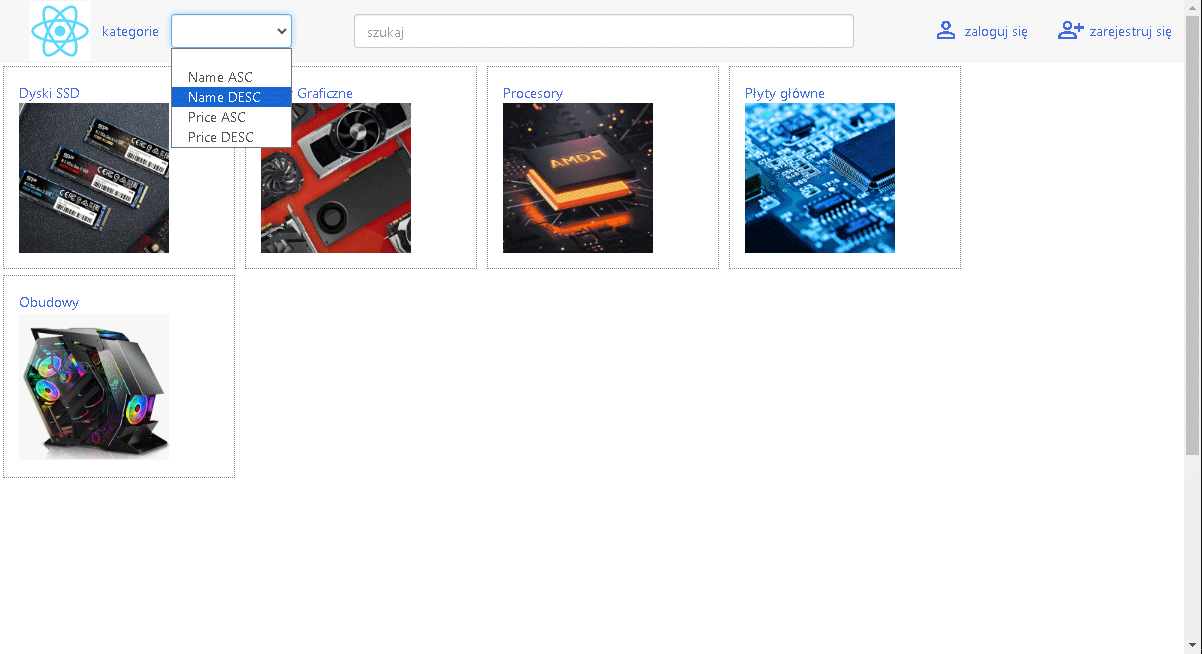 kategorie
szukaj
zaloguj się
zarejestruj się
Name ASC
Name DESC
Price ASC
Price DESC
Dyski SSD
Graficzne
Procesory
Płyty główne
AMD
Obudowy